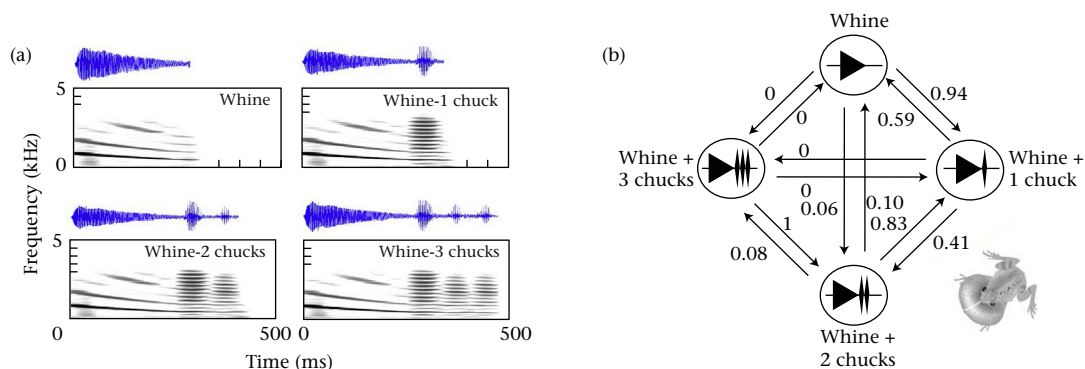 (a)
5
Whine
0
Whine-1 chuck
Frequency (kHz)
5
Whine-2 chucks
0
500
Whine-3 chucks
0
500
Time (ms)
(b)
Whine
0
0
0.94
0.59
Whine +
3 chucks
0
0
Whine +
1 chuck
0.06
0.10
0.83
1
0.08
0.41
Whine +
2 chucks